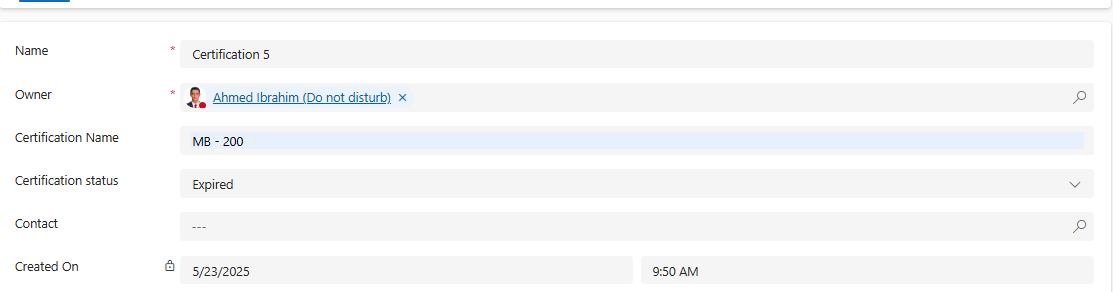 Name * Certification 5
Owner * Ahmed Ibrahim (Do not disturb)
Certification Name MB - 200
Certification status Expired
Contact ---
Created On 5/23/2025 9:50 AM